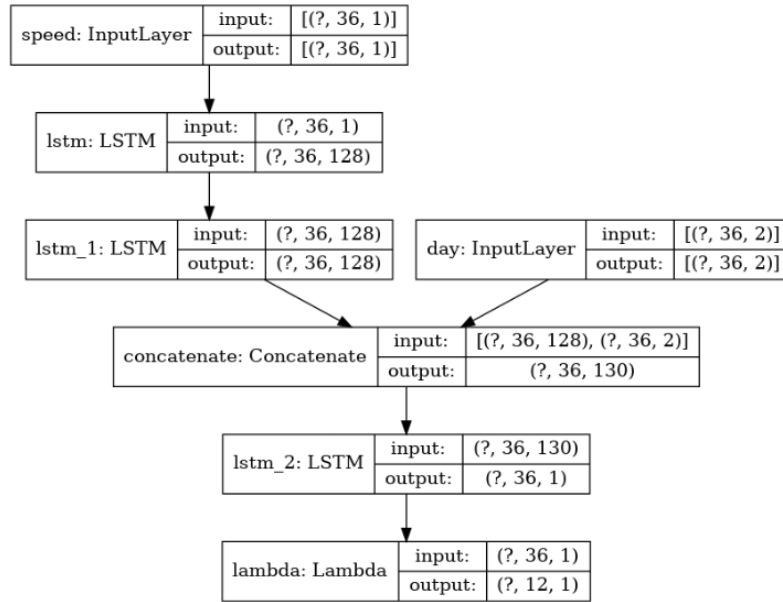 speed: InputLayer input: [(?, 36, 1)]
output: [(?, 36, 1)]
lstm: LSTM input: (?, 36, 1)
output: (?, 36, 128)
lstm_1: LSTM input: (?, 36, 128)
output: (?, 36, 128)
day: InputLayer input: [(?, 36, 2)]
output: [(?, 36, 2)]
concatenate: Concatenate input: [(?, 36, 128), (?, 36, 2)]
output: (?, 36, 130)
lstm_2: LSTM input: (?, 36, 130)
output: (?, 36, 1)
lambda: Lambda input: (?, 36, 1)
output: (?, 12, 1)